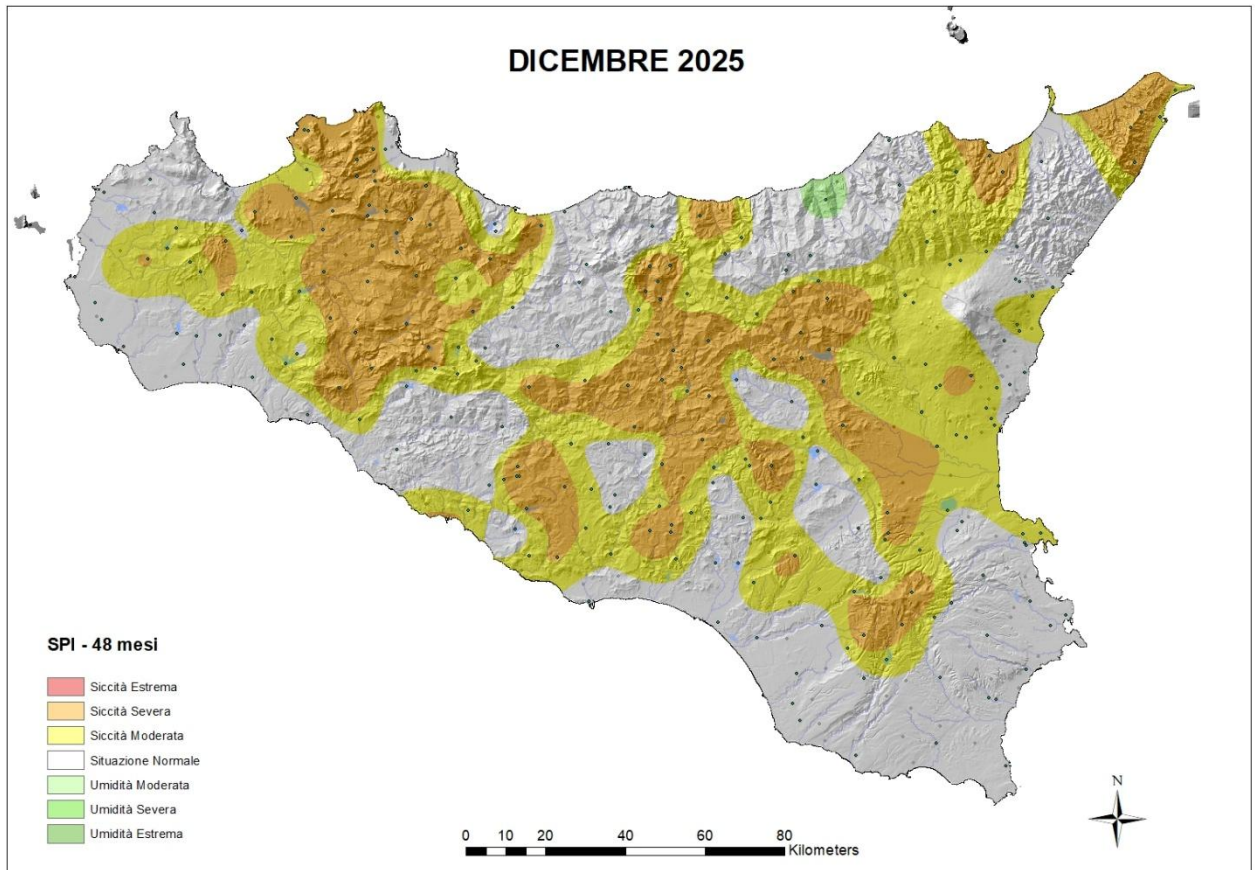 DICEMBRE 2025
SPI - 48 mesi
Siccità Estrema
Siccità Severa
Siccità Moderata
Situazione Normale
Umidità Moderata
Umidità Severa
Umidità Estrema
N
0 10 20 40 60 80
Kilometers